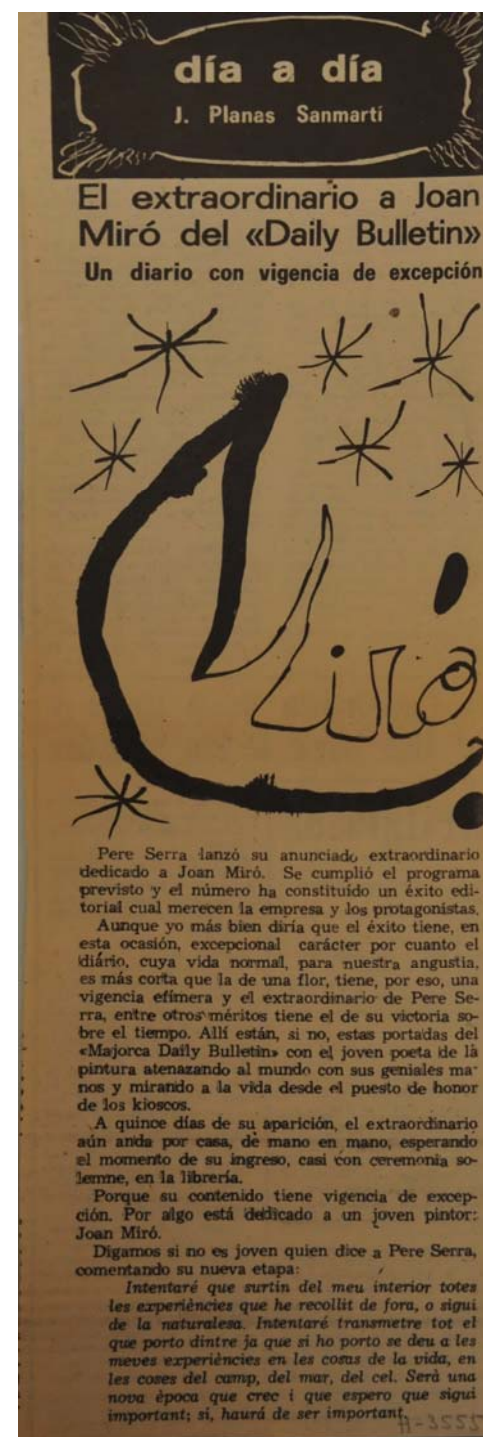 día a día
J. Planas Sanmartí
El extraordinario a Joan
Miró del «Daily Bulletin»
Un diario con vigencia de excepción
Miró
Pere Serra lanzó su anunciado extraordinario
dedicado a Joan Miró. Se cumplió el programa
previsto y el número ha constituído un éxito edi-
torial cual merecen la empresa y los protagonistas.
Aunque yo más bien diría que el éxito tiene, en
esta ocasión, excepcional carácter por cuanto el
diário, cuya vida normal, para nuestra angustia,
es más corta que la de una flor, tiene, por eso, una
vigencia efímera y el extraordinario de Pere Se-
rra, entre otros méritos tiene el de su victoria so-
bre el tiempo. Allí están, si no, estas portadas del
«Majorca Daily Bulletin» con el joven poeta de là
pintura atenazando al mundo con sus geniales ma-
nos y mirando a la vida desde el puesto de honor
de los kioscos.
A quince días de su aparición, el extraordinario
aún anda por casa, de mano en mano, esperando
el momento de su ingreso, casi con ceremonia so-
lemne, en la librería.
Porque su contenido tiene vigencia de excep-
ción. Por algo está dedicado a un joven pintor:
Joan Miró.
Digamos si no es joven quien dice a Pere Serra,
comentando su nueva etapa:
Intentaré que surtin del meu interior totes
les experiències que he recollit de fora, o sigui
de la naturalesa. Intentaré transmetre tot el
que porto dintre ja que si ho porto se deu a les
meves experiències en les cosas de la vida, en
les coses del camp, del mar, del cel. Serà una
nova època que crec i que espero que sigui
important; si, haurá de ser important.
A-3555